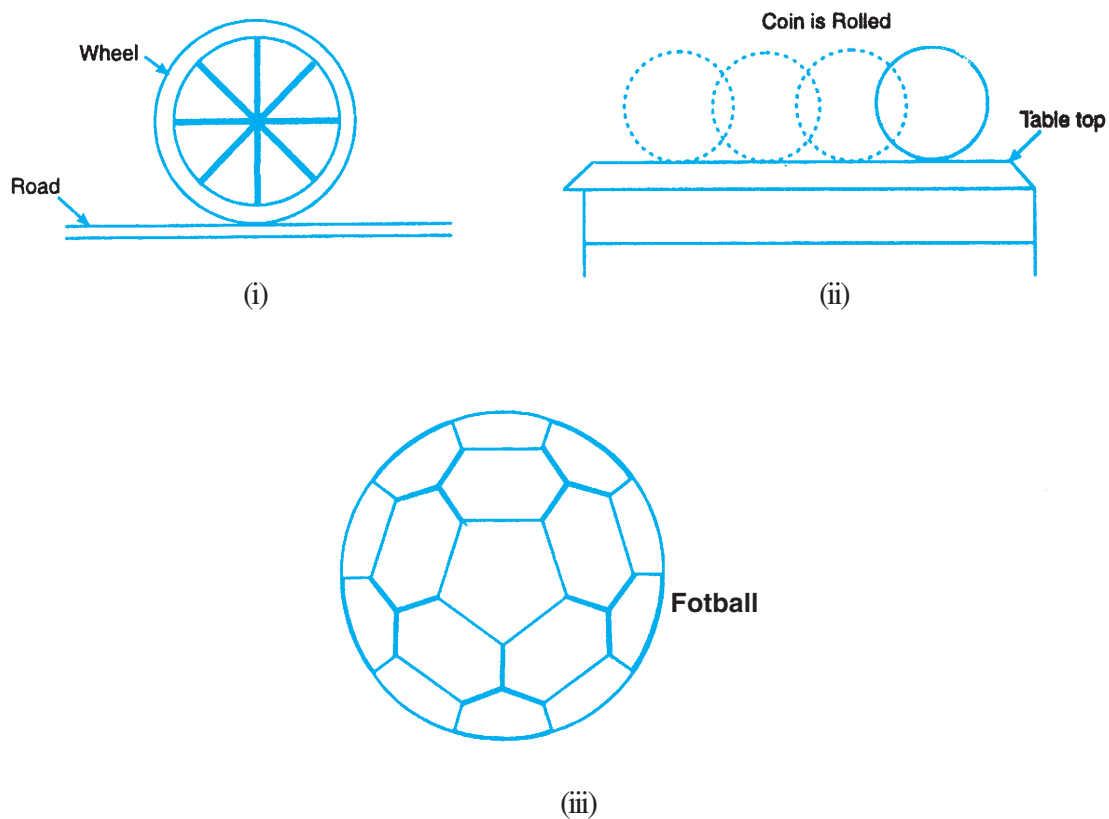 Wheel
Road
(i)
Coin is Rolled
Table top
(ii)
Fotball
(iii)